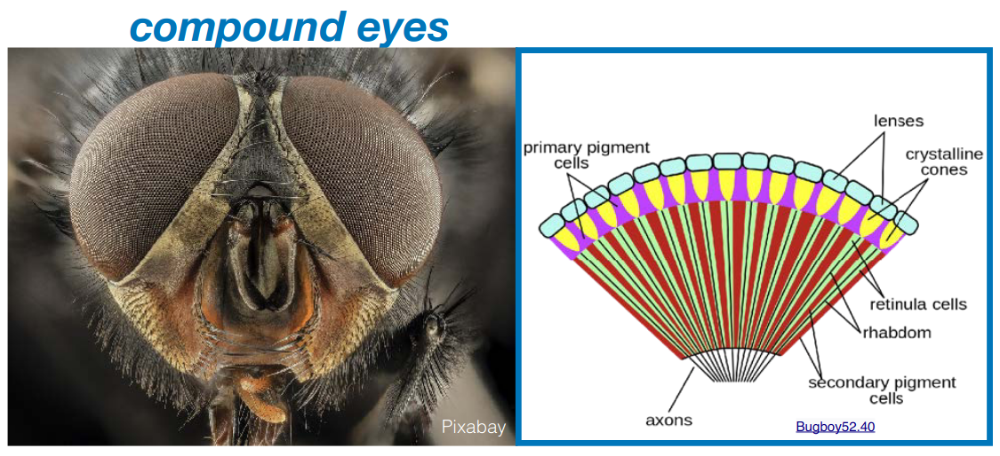 compound eyes
Pixabay
primary pigment
cells
lenses
crystalline
cones
retinula cells
rhabdom
secondary pigment
cells
axons
Bugboy52.40